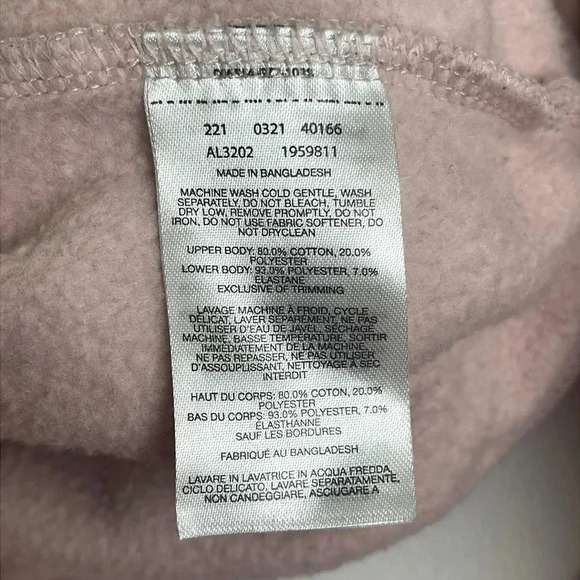 221 0321 40166
AL3202 1959811
MADE IN BANGLADESH
MACHINE WASH COLD GENTLE, WASH
SEPARATELY, DO NOT BLEACH, TUMBLE
DRY LOW, REMOVE PROMPTLY, DO NOT
IRON, DO NOT USE FABRIC SOFTENER, DO
NOT DRYCLEAN
UPPER BODY: 80.0% COTTON, 20.0%
POLYESTER
LOWER BODY: 93.0% POLYESTER, 7.0%
ELASTANE
EXCLUSIVE OF TRIMMING
LAVAGE MACHINE À FROID, CYCLE
DÉLICAT, LAVER SÉPARÉMENT, NE PAS
UTILISER D'EAU DE JAVEL, SÉCHAGE
MACHINE, BASSE TEMPÉRATURE, SORTIR
IMMÉDIATEMENT DE LA MACHINE,
NE PAS REPASSER, NE PAS UTILISER
D'ASSOUPLISSANT, NETTOYAGE A SEC
INTERDIT
HAUT DU CORPS: 80.0% COTON, 20.0%
POLYESTER
BAS DU CORPS: 93.0% POLYESTER, 7.0%
ÉLASTHANNE
SAUF LES BORDURES
FABRIQUÉ AU BANGLADESH
LAVARE IN LAVATRICE IN ACQUA FREDDA,
CICLO DELICATO, LAVARE SEPARATAMENTE,
NON CANDEGGIARE, ASCIUGARE A